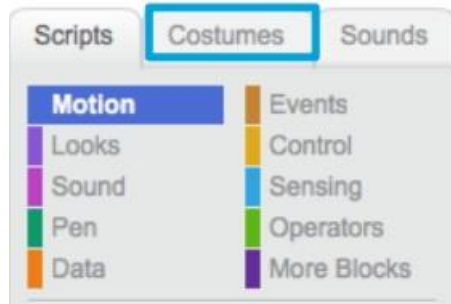 Scripts Costumes Sounds
Motion Events
Looks Control
Sound Sensing
Pen Operators
Data More Blocks